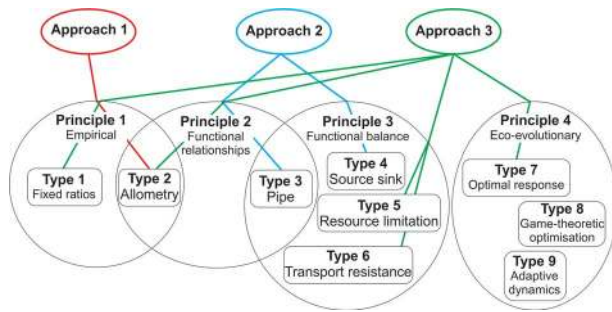 Approach 1
Approach 2
Approach 3
Principle 1
Empirical
Principle 2
Functional
relationships
Principle 3
Functional balance
Principle 4
Eco-evolutionary
Type 1
Fixed ratios
Type 2
Allometry
Type 3
Pipe
Type 4
Source sink
Type 5
Resource limitation
Type 6
Transport resistance
Type 7
Optimal response
Type 8
Game-theoretic
optimisation
Type 9
Adaptive
dynamics